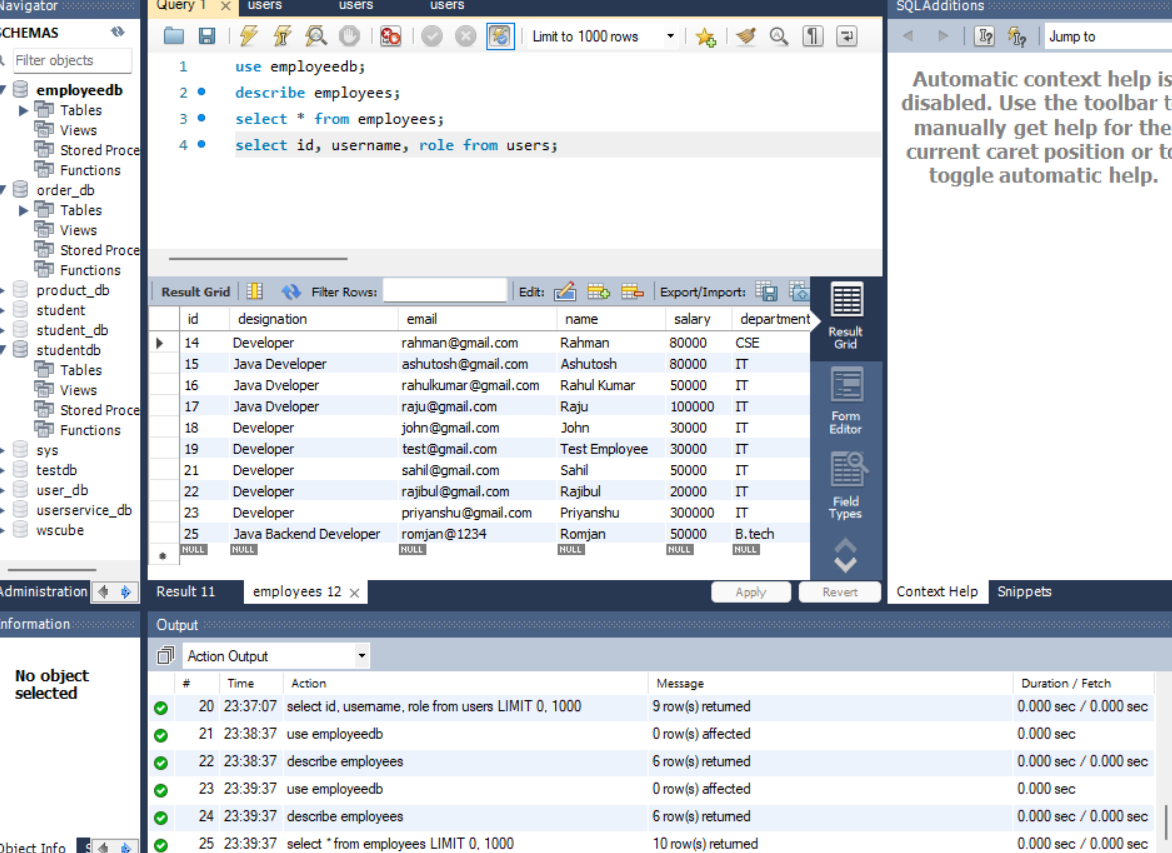 Navigator
SCHEMAS
Filter objects
employeedb
Tables
Views
Stored Proce
Functions
order_db
Tables
Views
Stored Proce
Functions
product_db
student
student_db
studentdb
Tables
Views
Stored Proce
Functions
sys
testdb
user_db
userservice_db
wscube
Administration
Information
No object
selected
Object Info
Query 1 users users users
Limit to 1000 rows
1 use employeedb;
2 describe employees;
3 select * from employees;
4 select id, username, role from users;
Result Grid Filter Rows: Edit: Export/Import:
id designation email name salary department
14 Developer rahman@gmail.com Rahman 80000 CSE
15 Java Developer ashutosh@gmail.com Ashutosh 80000 IT
16 Java Dveloper rahulkumar@gmail.com Rahul Kumar 50000 IT
17 Java Dveloper raju@gmail.com Raju 100000 IT
18 Developer john@gmail.com John 30000 IT
19 Developer test@gmail.com Test Employee 30000 IT
21 Developer sahil@gmail.com Sahil 50000 IT
22 Developer rajibul@gmail.com Rajibul 20000 IT
23 Developer priyanshu@gmail.com Priyanshu 300000 IT
25 Java Backend Developer romjan@1234 Romjan 50000 B.tech
NULL NULL NULL NULL NULL NULL
Result
Grid
Form
Editor
Field
Types
Result 11 employees 12 Apply Revert
SQLAdditions
Jump to
Automatic context help is
disabled. Use the toolbar to
manually get help for the
current caret position or to
toggle automatic help.
Context Help Snippets
Output
Action Output
# Time Action Message Duration / Fetch
20 23:37:07 select id, username, role from users LIMIT 0, 1000 9 row(s) returned 0.000 sec / 0.000 sec
21 23:38:37 use employeedb 0 row(s) affected 0.000 sec
22 23:38:37 describe employees 6 row(s) returned 0.000 sec / 0.000 sec
23 23:39:37 use employeedb 0 row(s) affected 0.000 sec
24 23:39:37 describe employees 6 row(s) returned 0.000 sec / 0.000 sec
25 23:39:37 select * from employees LIMIT 0, 1000 10 row(s) returned 0.000 sec / 0.000 sec